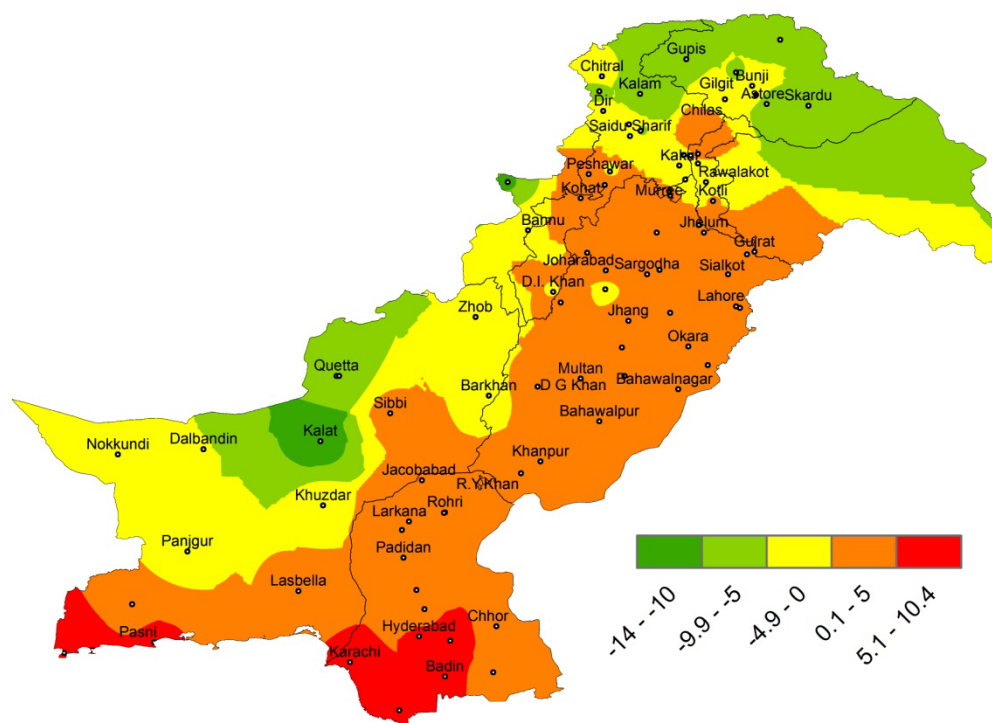 Gupis
Chitral
Bunji
Kalam
Gilgit
Astore
Skardu
Dir
Chilas
Saidu Sharif
Peshawar
Rawalakot
Kohat
Kotli
Bannu
Jhelum
Gujrat
Joharabad
Sargodha
Sialkot
D.I. Khan
Lahore
Zhob
Jhang
Okara
Quetta
Multan
D G Khan
Bahawalnagar
Barkhan
Sibbi
Bahawalpur
Kalat
Dalbandin
Nokkundi
Khanpur
Jacobabad
R.Y.Khan
Khuzdar
Rohri
Larkana
Panjgur
Padidan
Lasbella
Chhor
Pasni
Hyderabad
Karachi
Badin
-14 - -10
-9.9 - -5
-4.9 - 0
0.1 - 5
5.1 - 10.4